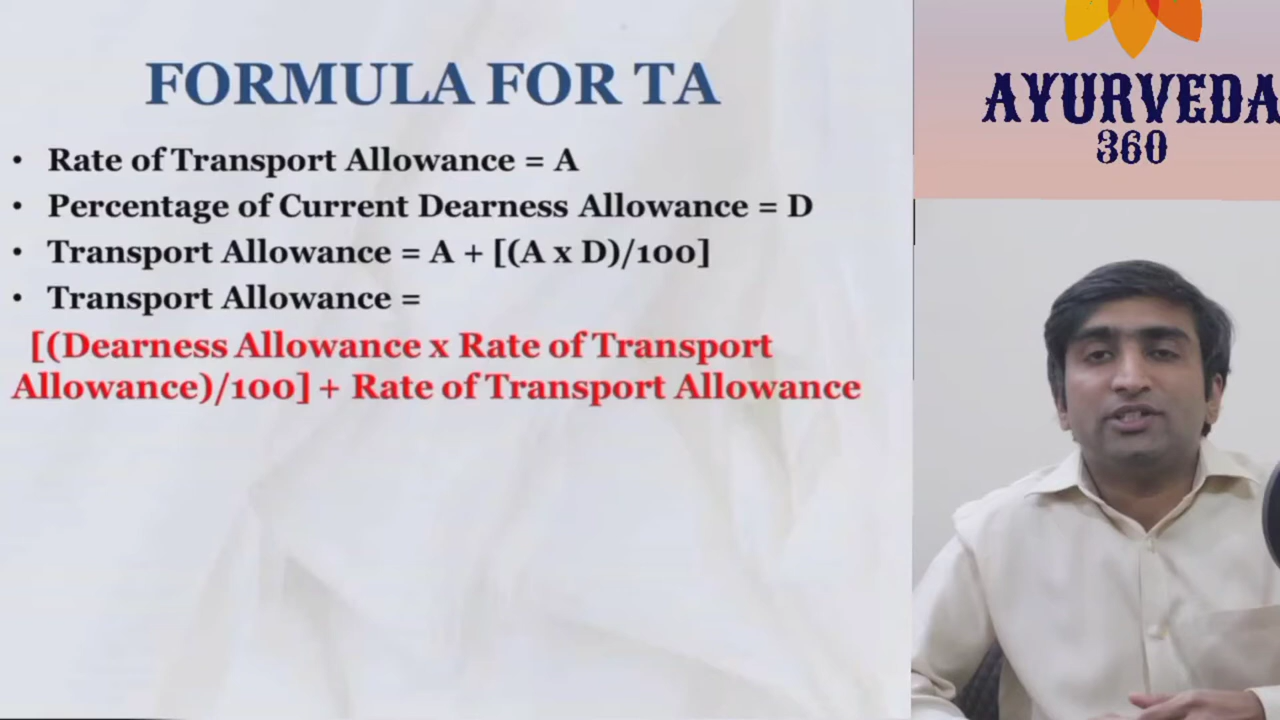 FORMULA FOR TA
• Rate of Transport Allowance = A
• Percentage of Current Dearness Allowance = D
• Transport Allowance = A + [(A x D)/100]
• Transport Allowance =
[(Dearness Allowance x Rate of Transport
Allowance)/100] + Rate of Transport Allowance
AYURVEDA
360